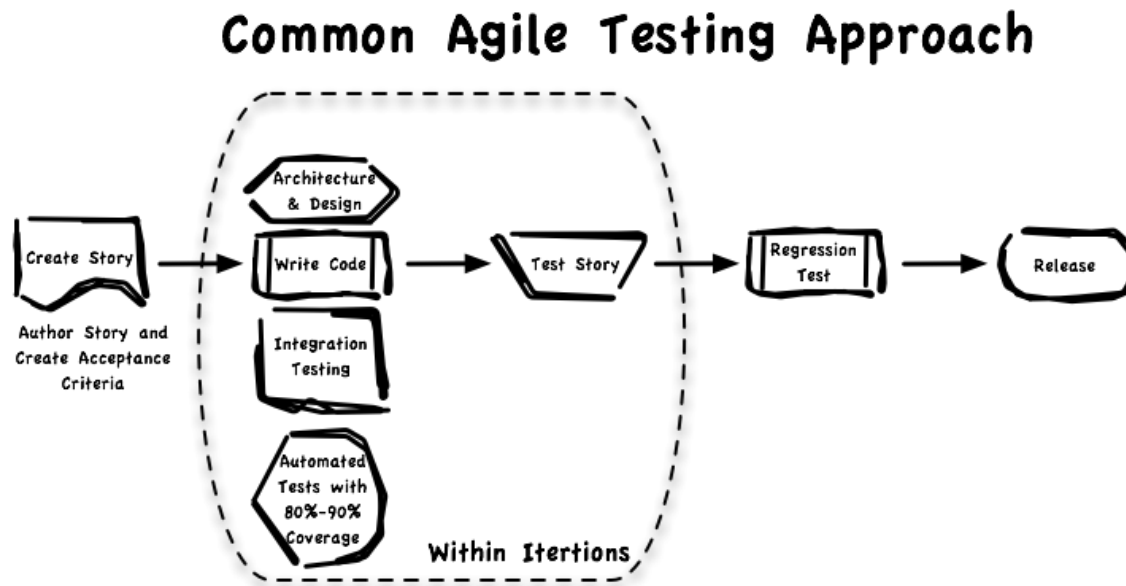 Common Agile Testing Approach
Create Story
Author Story and
Create Acceptance
Criteria
Architecture
& Design
Write Code
Integration
Testing
Automated
Tests with
80%-90%
Coverage
Test Story
Within Itertions
Regression
Test
Release